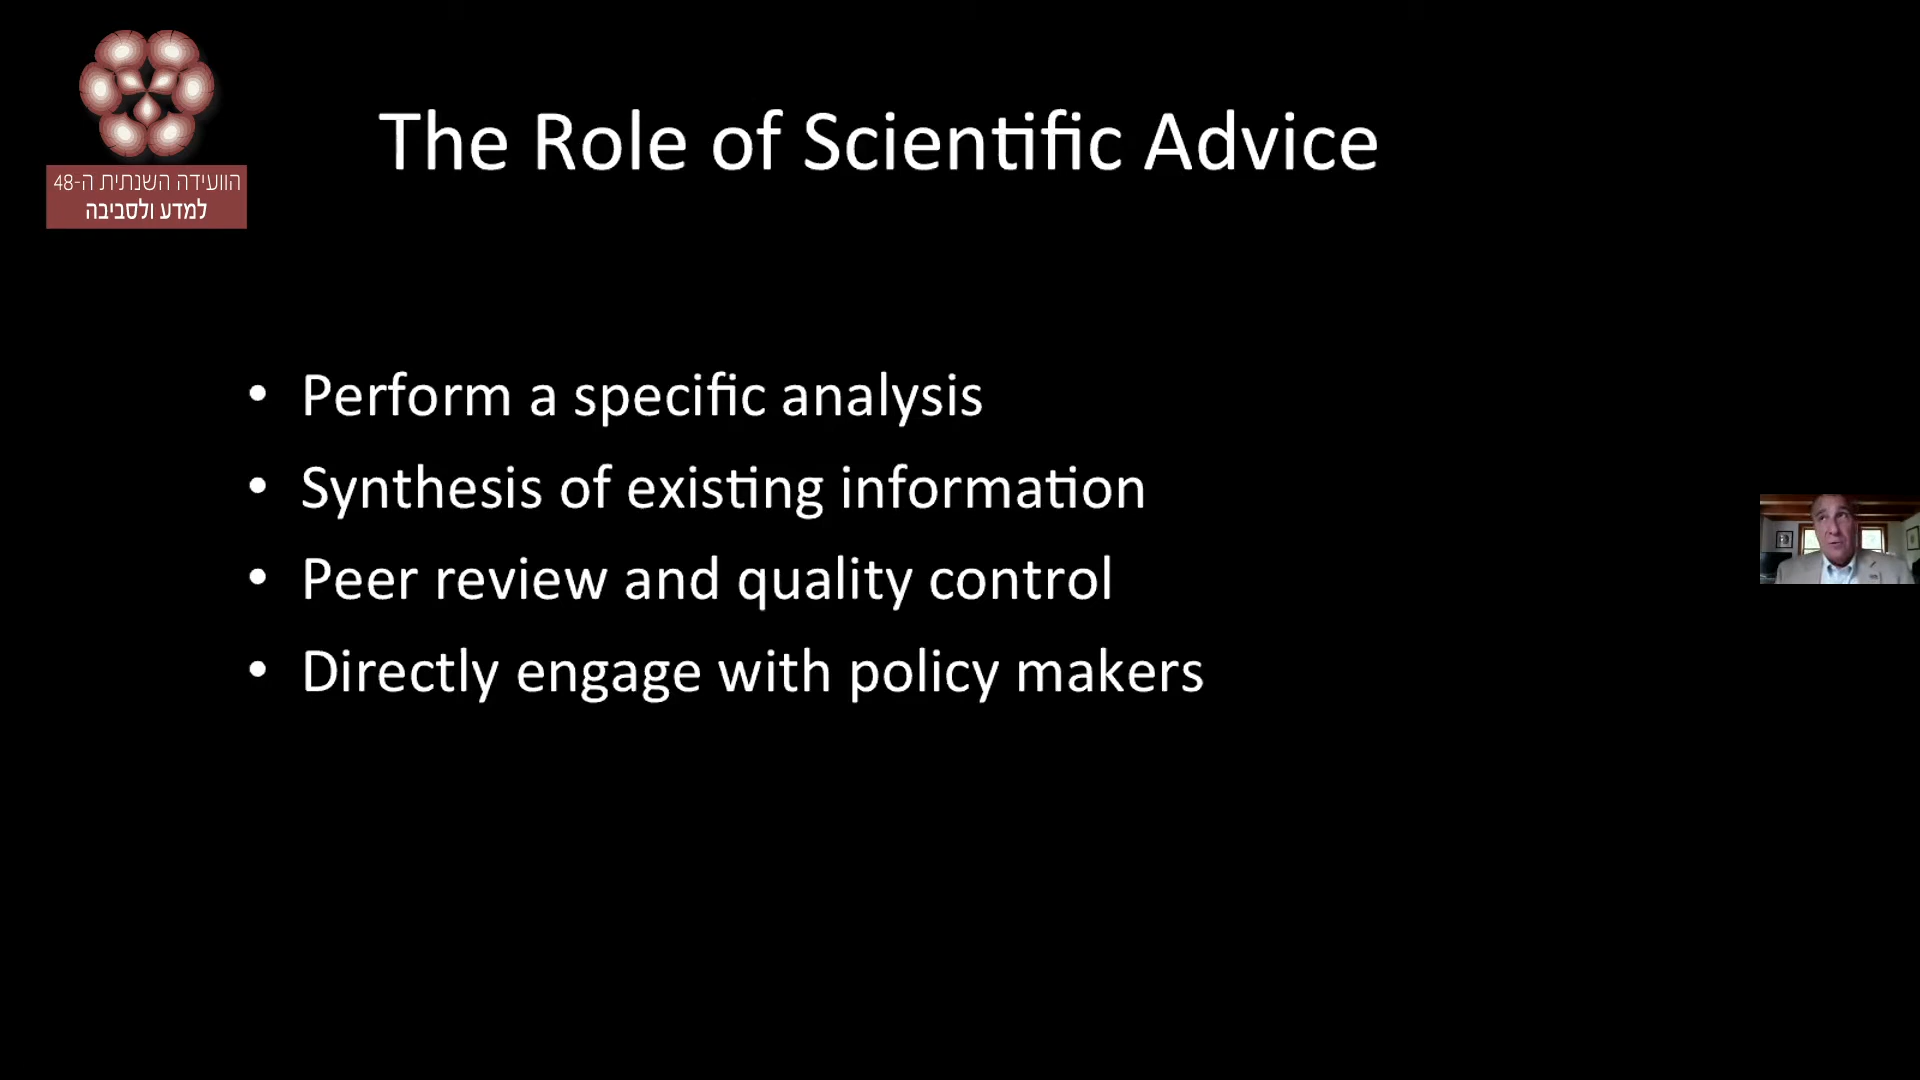 הוועידה השנתית ה-48
למדע ולסביבה
The Role of Scientific Advice
• Perform a specific analysis
• Synthesis of existing information
• Peer review and quality control
• Directly engage with policy makers